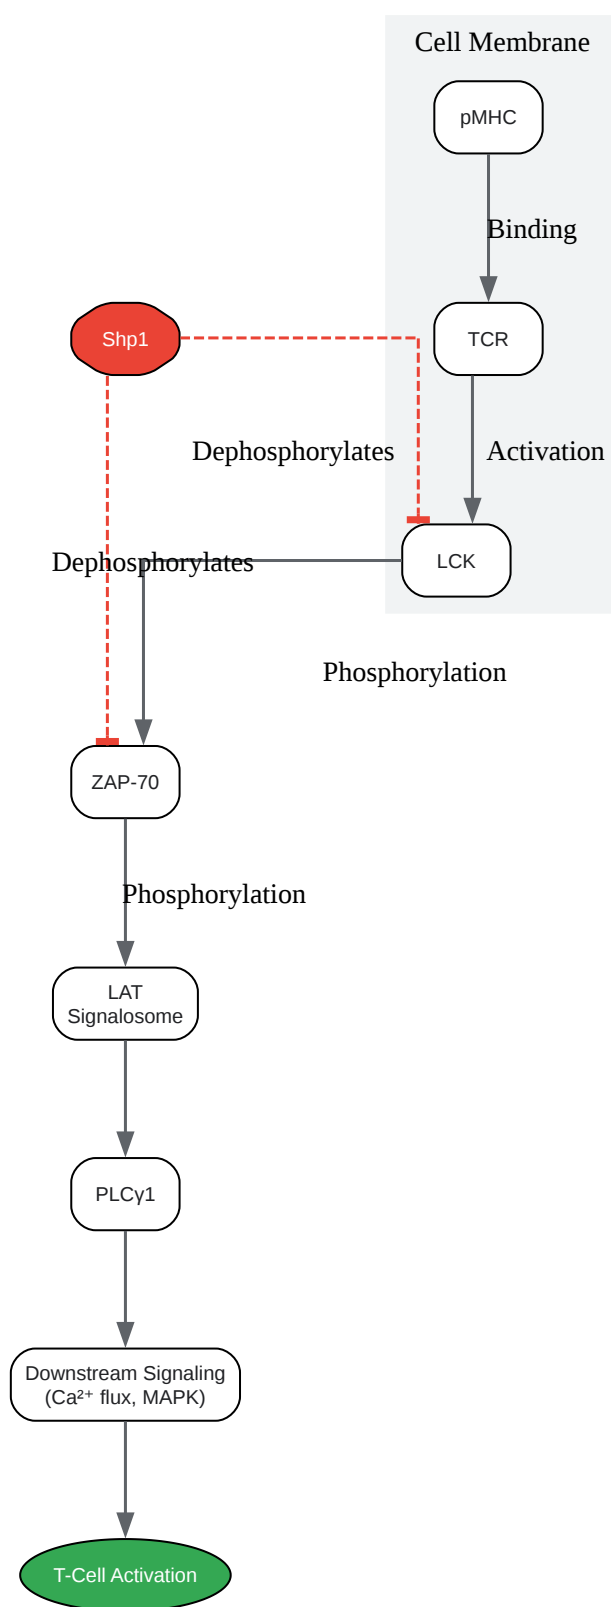 Cell Membrane
pMHC
Binding
Shp1
TCR
Dephosphorylates
Activation
Dephosphorylates
LCK
Phosphorylation
ZAP-70
Phosphorylation
LAT
Signalosome
PLCγ1
Downstream Signaling
(Ca²⁺ flux, MAPK)
T-Cell Activation